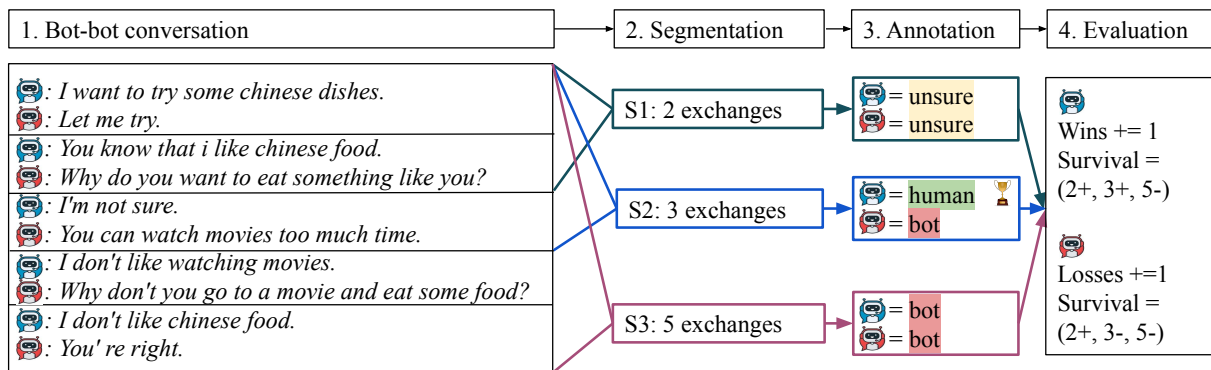 1. Bot-bot conversation
2. Segmentation
3. Annotation
4. Evaluation
: I want to try some chinese dishes.
: Let me try.
: You know that i like chinese food.
: Why do you want to eat something like you?
: I'm not sure.
: You can watch movies too much time.
: I don't like watching movies.
: Why don't you go to a movie and eat some food?
: I don't like chinese food.
: You' re right.
S1: 2 exchanges
S2: 3 exchanges
S3: 5 exchanges
= unsure
= unsure
= human
= bot
= bot
= bot
Wins += 1
Survival =
(2+, 3+, 5-)
Losses +=1
Survival =
(2+, 3-, 5-)